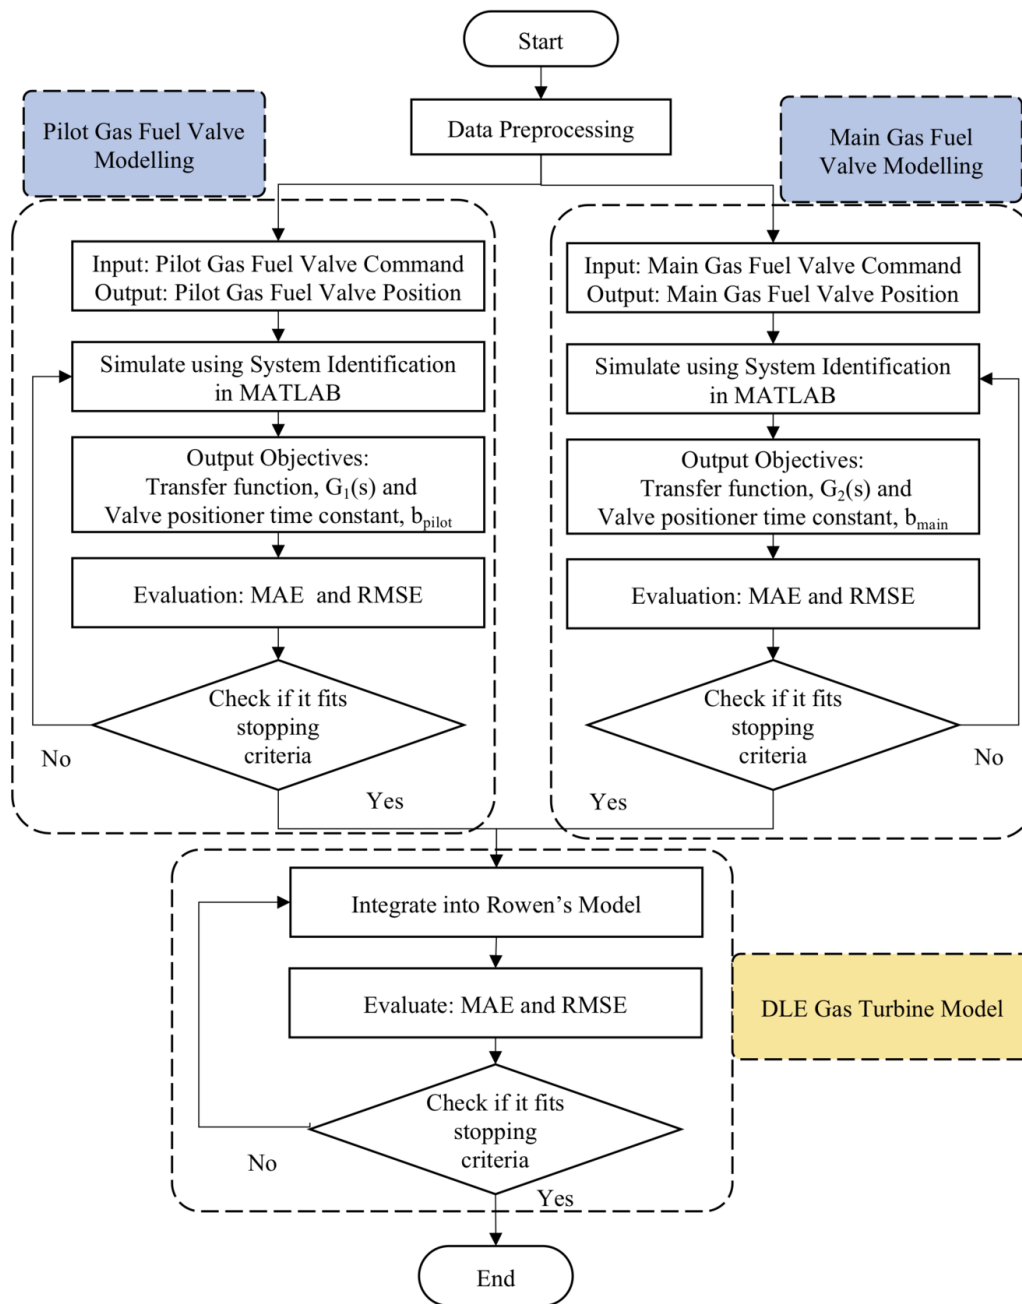 Start
Data Preprocessing
Pilot Gas Fuel Valve
Modelling
Main Gas Fuel
Valve Modelling
Input: Pilot Gas Fuel Valve Command
Output: Pilot Gas Fuel Valve Position
Simulate using System Identification
in MATLAB
Output Objectives:
Transfer function, G₁(s) and
Valve positioner time constant, b_pilot
Evaluation: MAE and RMSE
Check if it fits
stopping
criteria
No
Yes
Input: Main Gas Fuel Valve Command
Output: Main Gas Fuel Valve Position
Simulate using System Identification
in MATLAB
Output Objectives:
Transfer function, G₂(s) and
Valve positioner time constant, b_main
Evaluation: MAE and RMSE
Check if it fits
stopping
criteria
No
Yes
Integrate into Rowen’s Model
Evaluate: MAE and RMSE
DLE Gas Turbine Model
Check if it fits
stopping
criteria
No
Yes
End